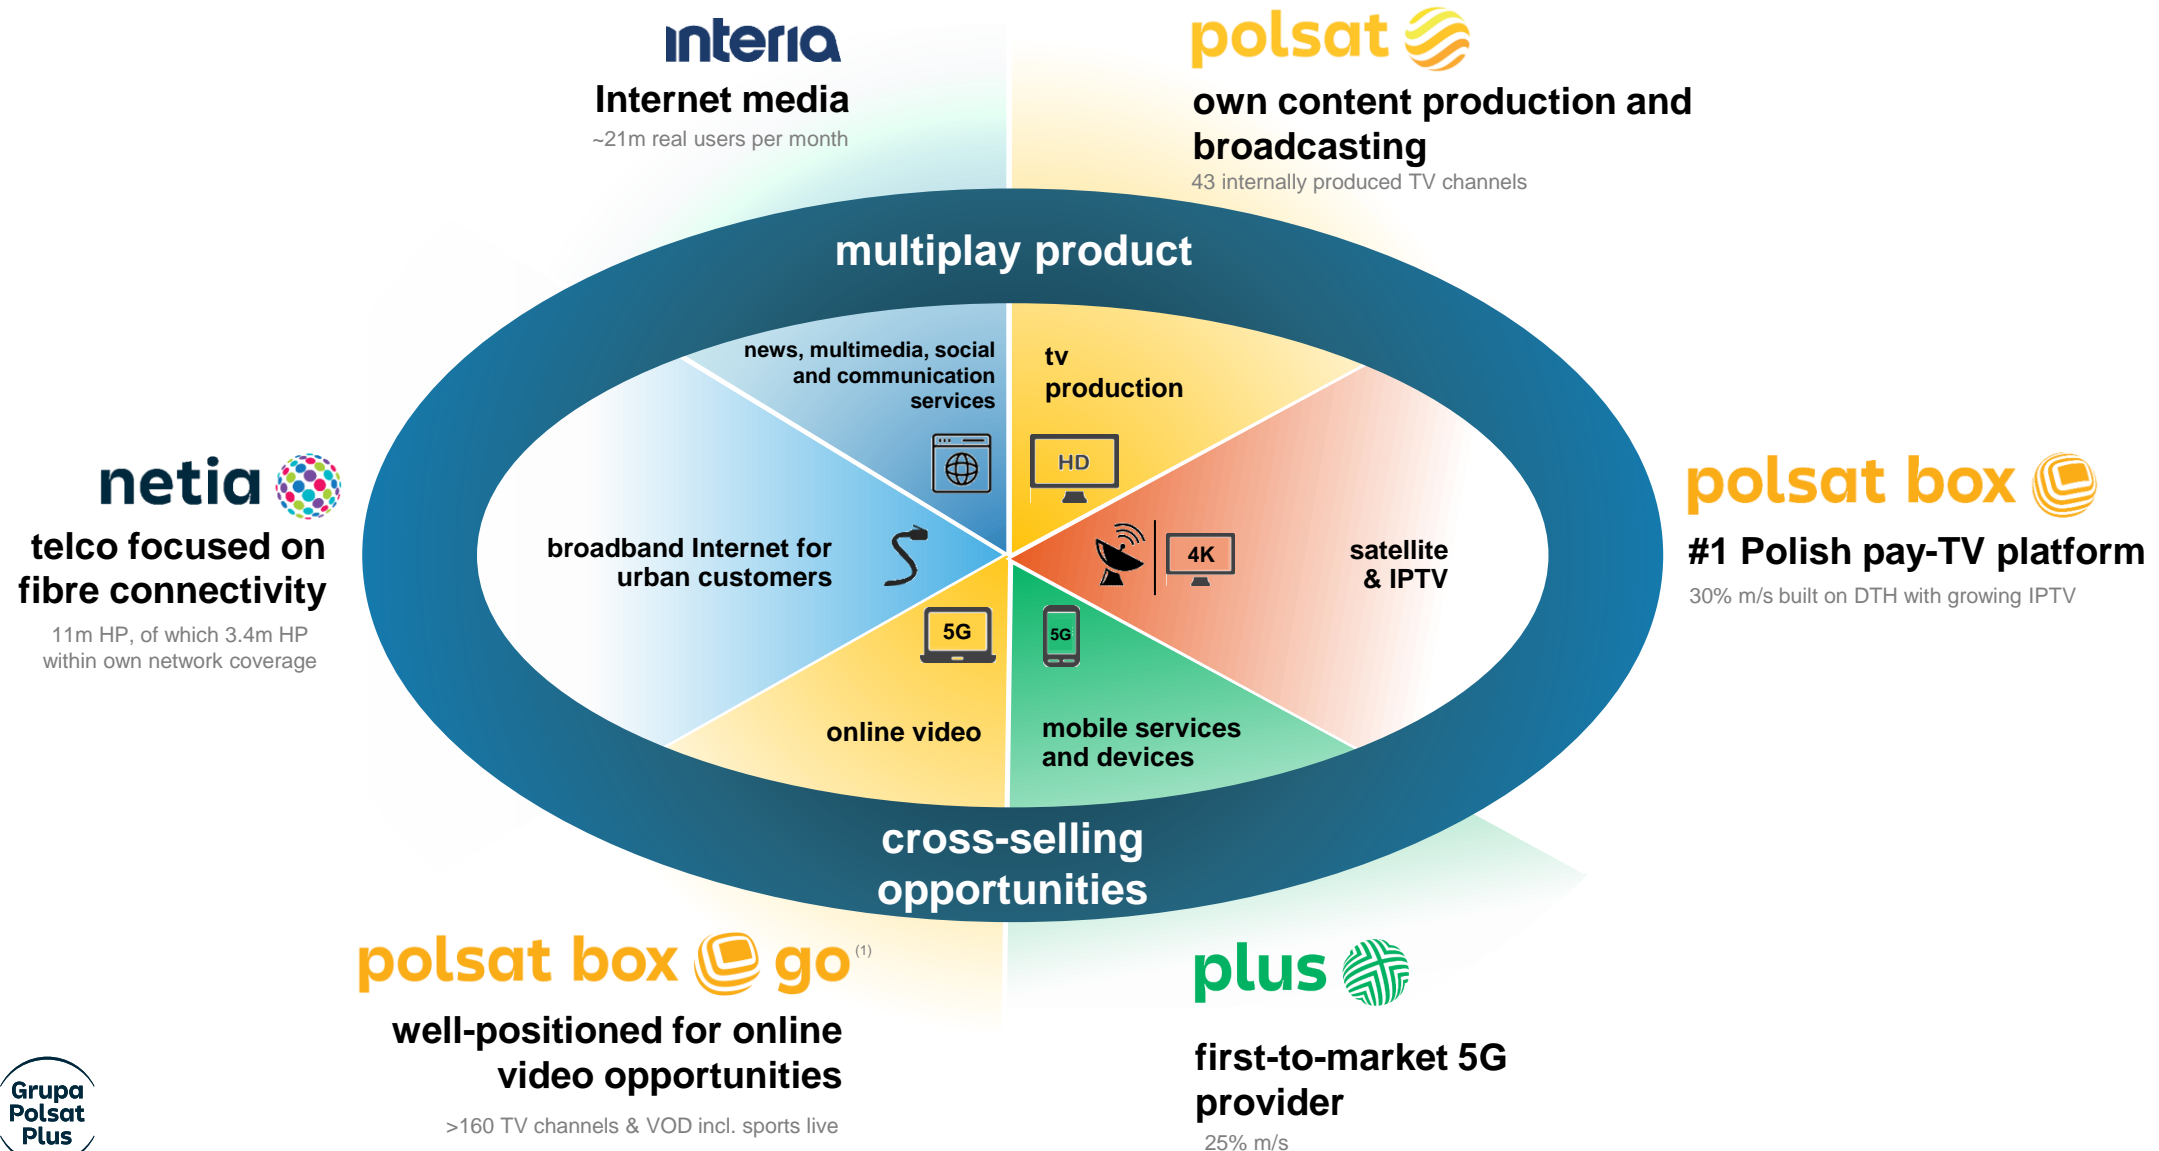 interia
Internet media
~21m real users per month
polsat
own content production and
broadcasting
43 internally produced TV channels
multiplay product
news, multimedia, social
and communication
services
tv
production
HD
netia
telco focused on
fibre connectivity
11m HP, of which 3.4m HP
within own network coverage
broadband Internet for
urban customers
4K
satellite
& IPTV
polsat box
#1 Polish pay-TV platform
30% m/s built on DTH with growing IPTV
5G
online video
5G
mobile services
and devices
cross-selling
opportunities
polsat box go (1)
well-positioned for online
video opportunities
>160 TV channels & VOD incl. sports live
plus
first-to-market 5G
provider
25% m/s
Grupa
Polsat
Plus